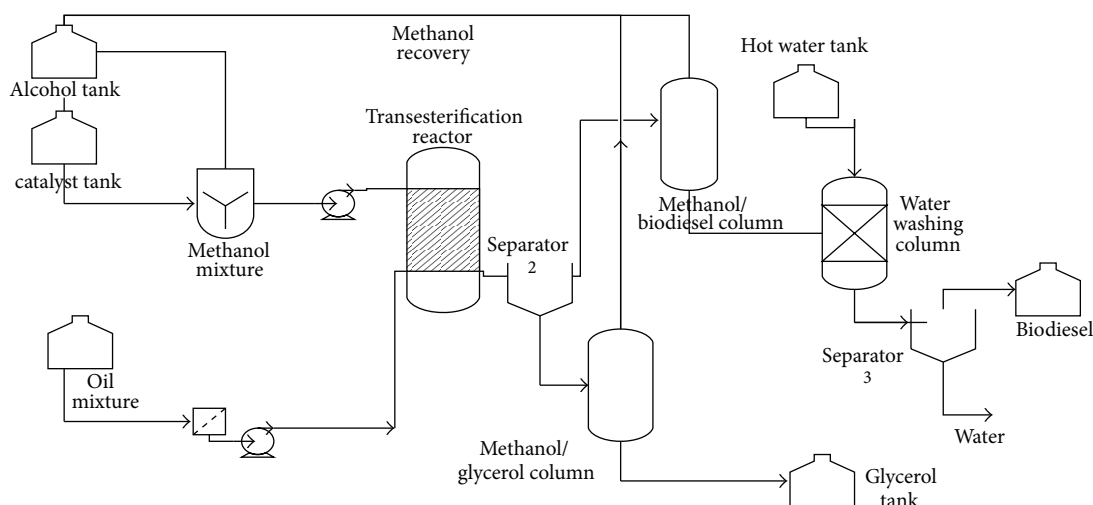 Methanol
recovery
Hot water tank
Alcohol tank
Transesterification
reactor
catalyst tank
Methanol/
biodiesel column
Water
washing
column
Methanol
mixture
Separator
2
Biodiesel
Separator
3
Oil
mixture
Water
Methanol/
glycerol column
Glycerol
tank